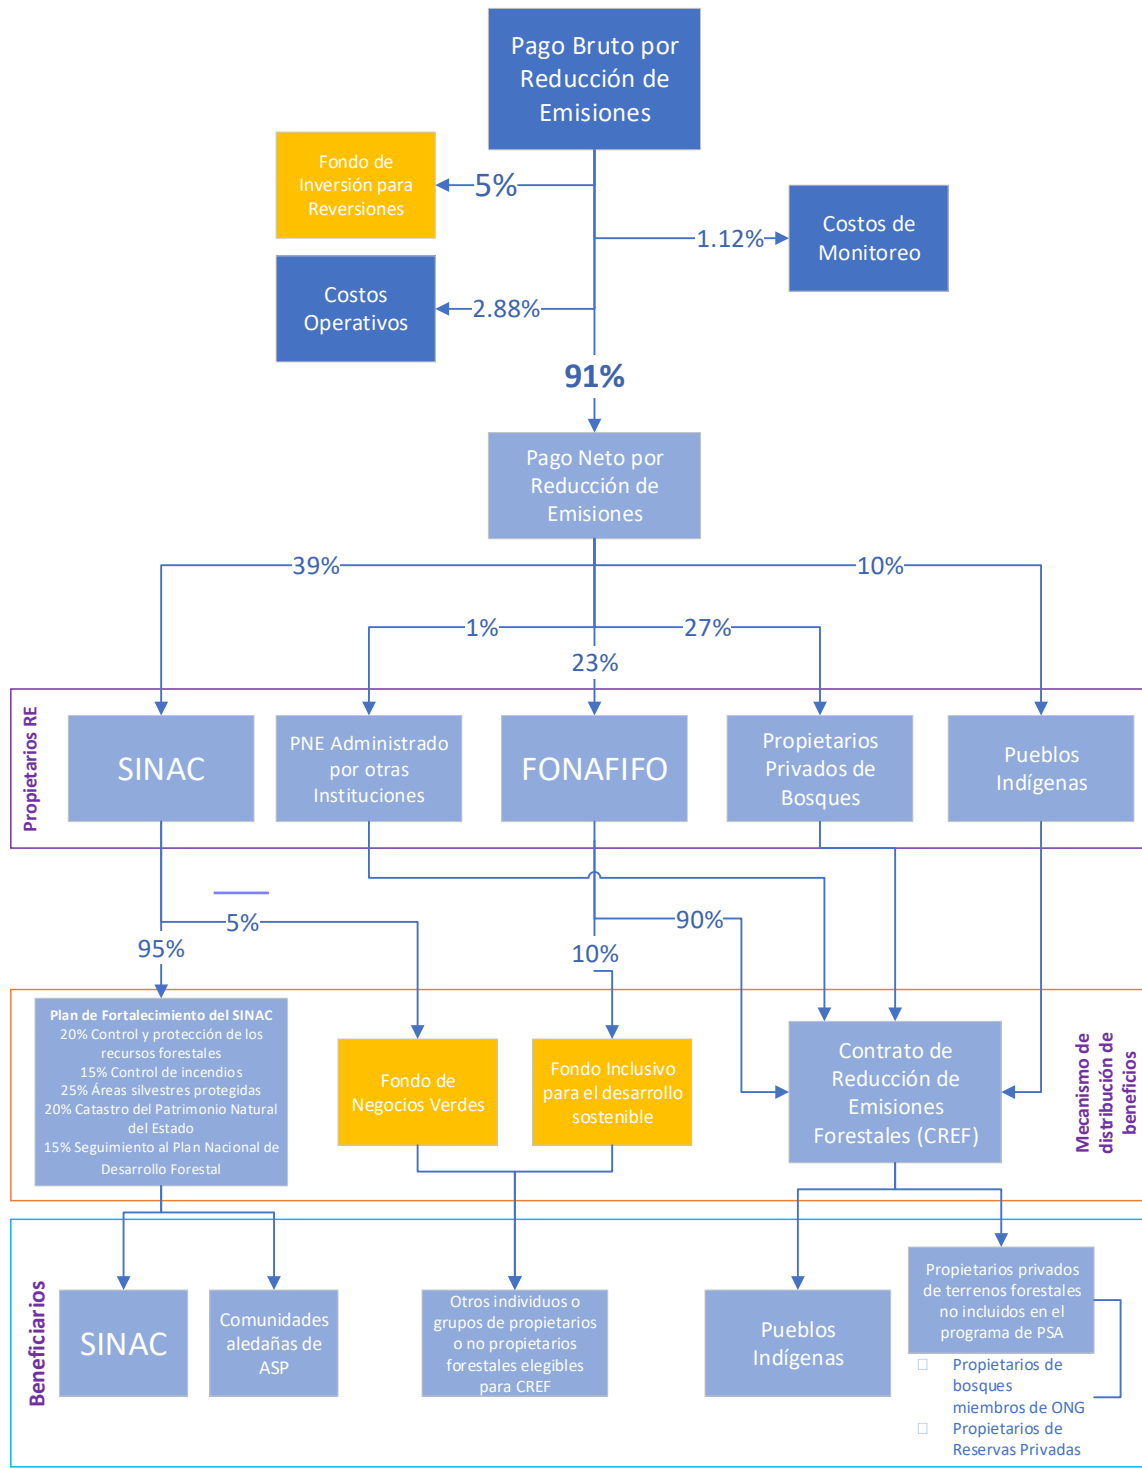 Pago Bruto por
Reducción de
Emisiones
Fondo de
Inversión para
Reversiones
5%
1.12%
Costos de
Monitoreo
Costos
Operativos
2.88%
91%
Pago Neto por
Reducción de
Emisiones
39%
10%
1%
27%
23%
Propietarios RE
SINAC
PNE Administrado
por otras
Instituciones
FONAFIFO
Propietarios
Privados de
Bosques
Pueblos
Indígenas
5%
90%
95%
10%
Plan de Fortalecimiento del SINAC
20% Control y protección de los
recursos forestales
15% Control de incendios
25% Áreas silvestres protegidas
20% Catastro del Patrimonio Natural
del Estado
15% Seguimiento al Plan Nacional de
Desarrollo Forestal
Fondo de
Negocios Verdes
Fondo Inclusivo
para el desarrollo
sostenible
Contrato de
Reducción de
Emisiones
Forestales (CREF)
Mecanismo de
distribución de
beneficios
Beneficiarios
SINAC
Comunidades
aledañas de
ASP
Otros individuos o
grupos de propietarios
o no propietarios
forestales elegibles
para CREF
Pueblos
Indígenas
Propietarios privados
de terrenos forestales
no incluidos en el
programa de PSA
Propietarios de
bosques
miembros de ONG
Propietarios de
Reservas Privadas